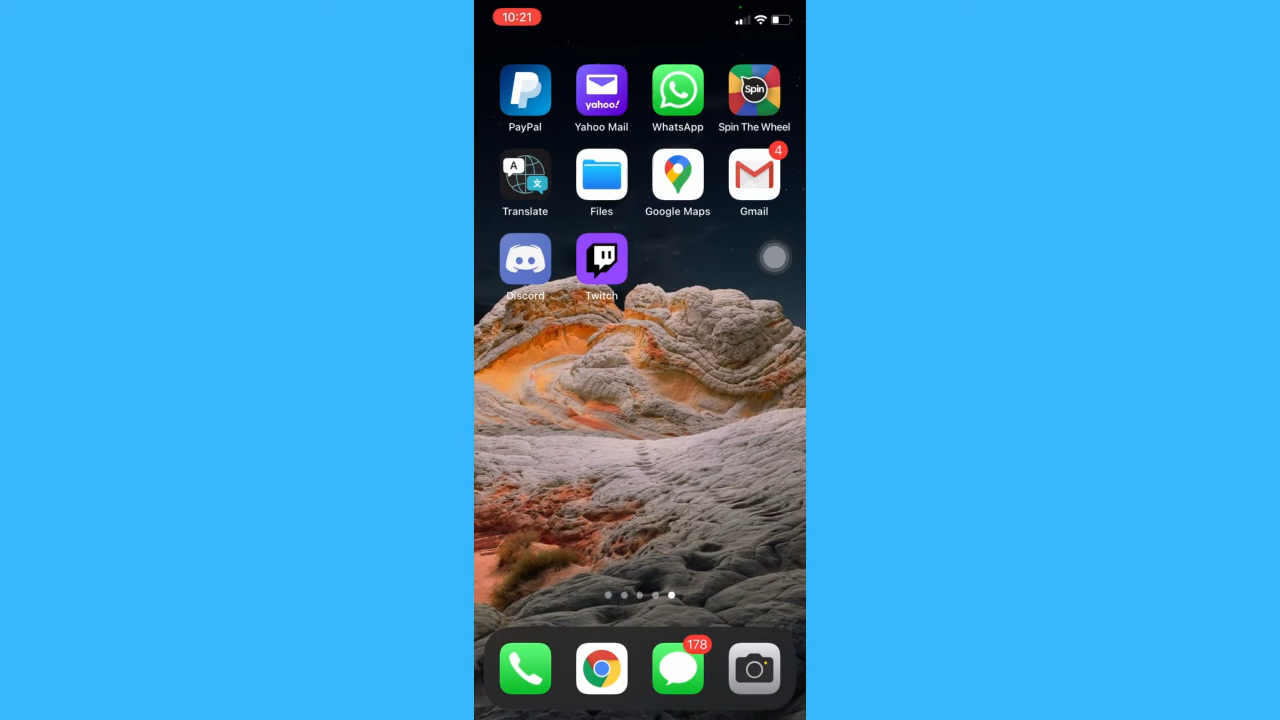 10:21
yahoo!
Spin
PayPal Yahoo Mail WhatsApp Spin The Wheel
4
A
文
Translate Files Google Maps Gmail
Discord Twitch
178